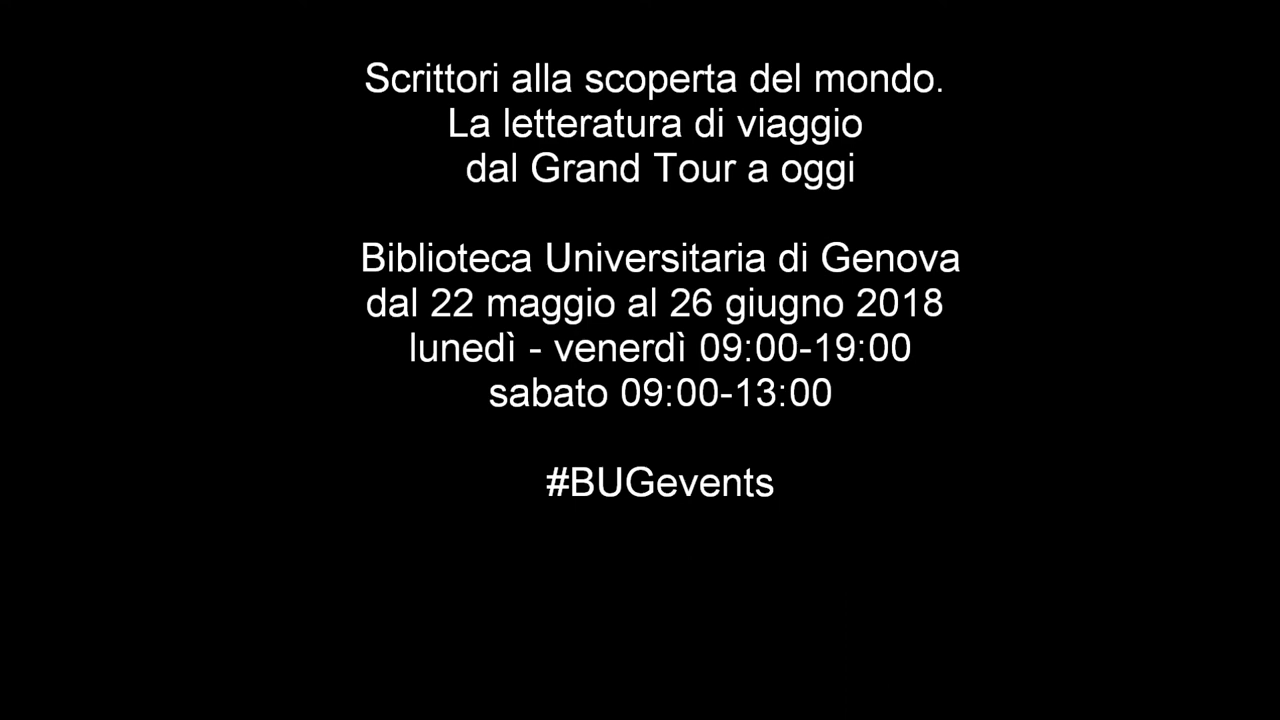 Scrittori alla scoperta del mondo.
La letteratura di viaggio
dal Grand Tour a oggi
Biblioteca Universitaria di Genova
dal 22 maggio al 26 giugno 2018
lunedì - venerdì 09:00-19:00
sabato 09:00-13:00
#BUGevents